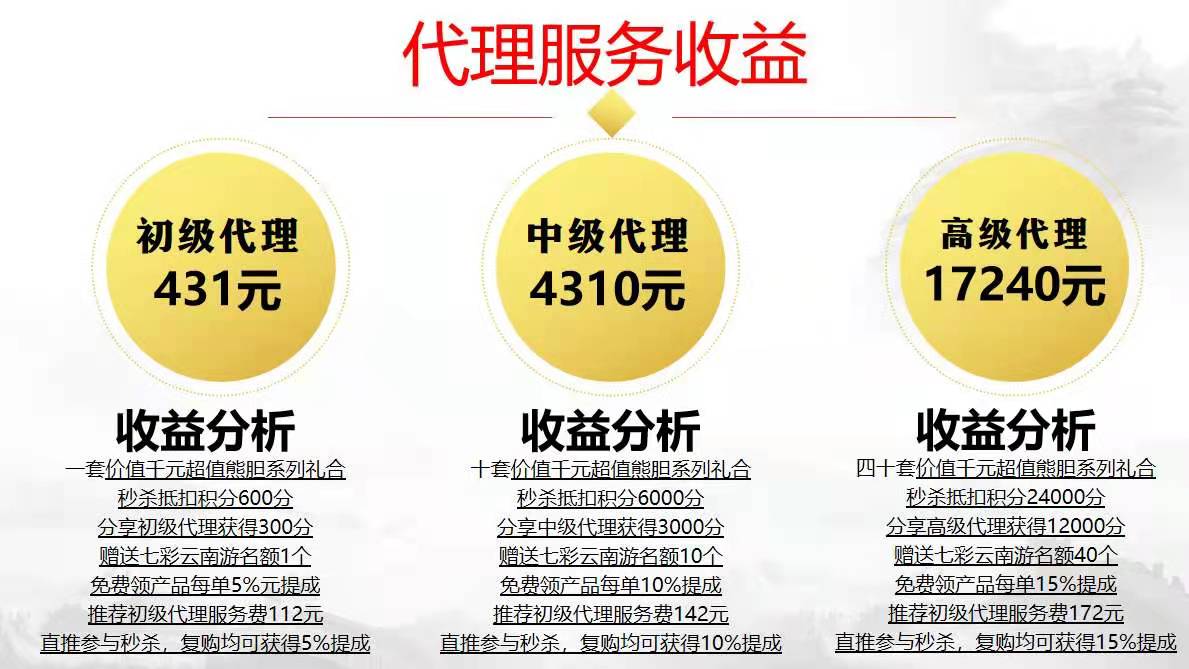 代理服务收益
初级代理
431元
收益分析
一套价值千元超值熊胆系列礼合
秒杀抵扣积分600分
分享初级代理获得300分
赠送七彩云南游名额1个
免费领产品每单5%元提成
推荐初级代理服务费112元
直推参与秒杀，复购均可获得5%提成
中级代理
4310元
收益分析
十套价值千元超值熊胆系列礼合
秒杀抵扣积分6000分
分享中级代理获得3000分
赠送七彩云南游名额10个
免费领产品每单10%提成
推荐初级代理服务费142元
直推参与秒杀，复购均可获得10%提成
高级代理
17240元
收益分析
四十套价值千元超值熊胆系列礼合
秒杀抵扣积分24000分
分享高级代理获得12000分
赠送七彩云南游名额40个
免费领产品每单15%提成
推荐初级代理服务费172元
直推参与秒杀，复购均可获得15%提成